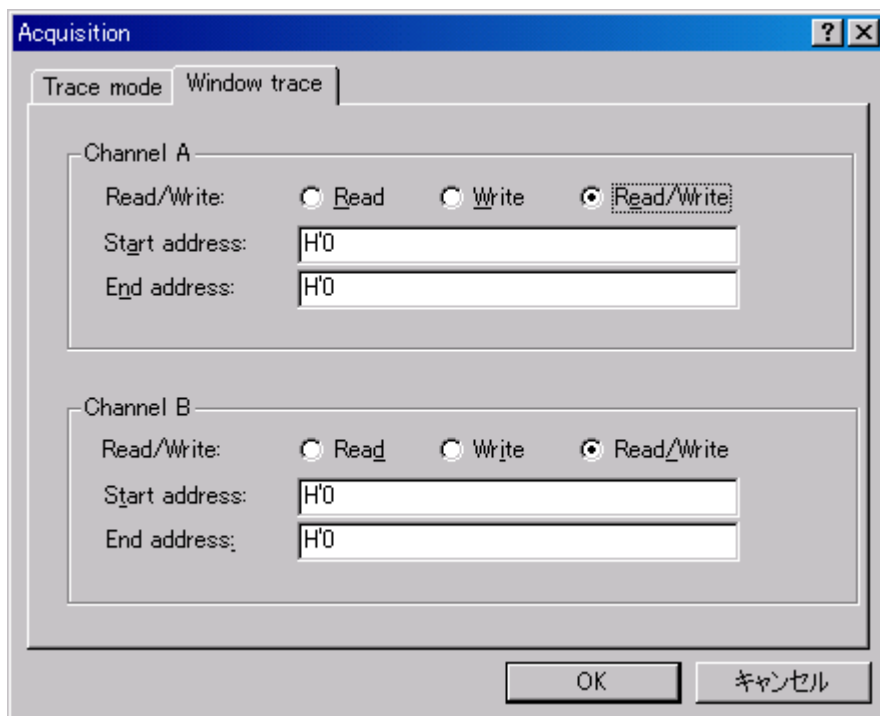 Acquisition
Trace mode Window trace
Channel A
Read/Write: Read Write Read/Write
Start address: H'0
End address: H'0
Channel B
Read/Write: Read Write Read/Write
Start address: H'0
End address: H'0
OK キャンセル